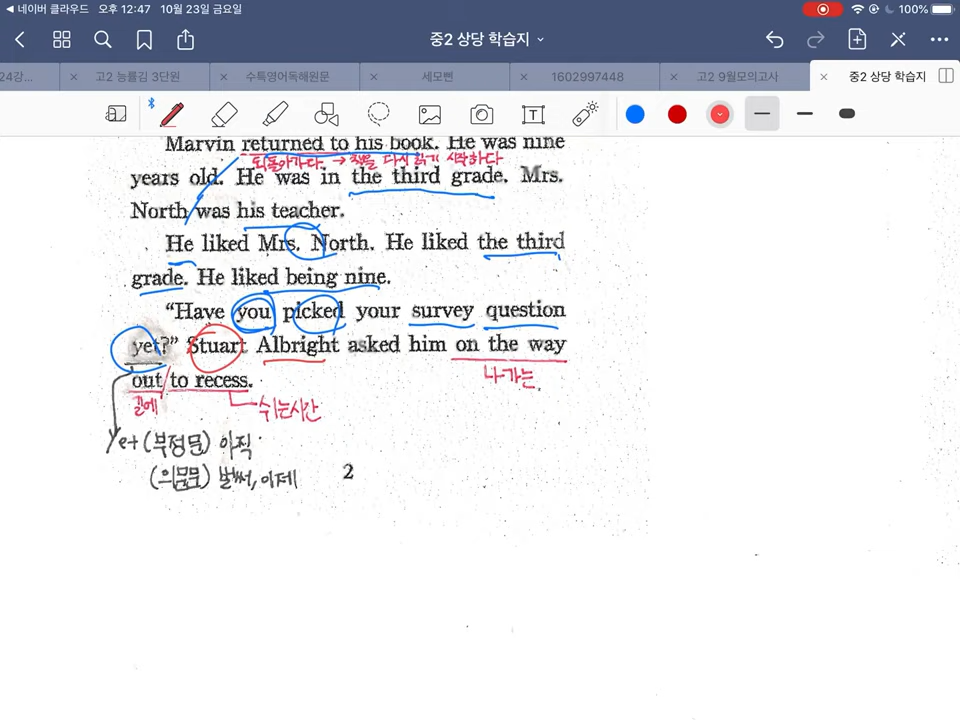 네이버 클라우드 오후 12:47 10월 23일 금요일 100%
중2 상당 학습지
24강... 고2 능률김 3단원 수특영어독해원문 세모삔 1602997448 고2 9월모의고사 중2 상당 학습지
Marvin returned to his book. He was nine
되돌아가다. → 책을 다시 읽기 시작하다
years old. He was in the third grade. Mrs.
North was his teacher.
He liked Mrs. North. He liked the third
grade. He liked being nine.
“Have you picked your survey question
yet?” Stuart Albright asked him on the way
나가는.
out to recess.
끝에 쉬는시간
yet (부정문) 아직
(의문문) 벌써, 이제
2